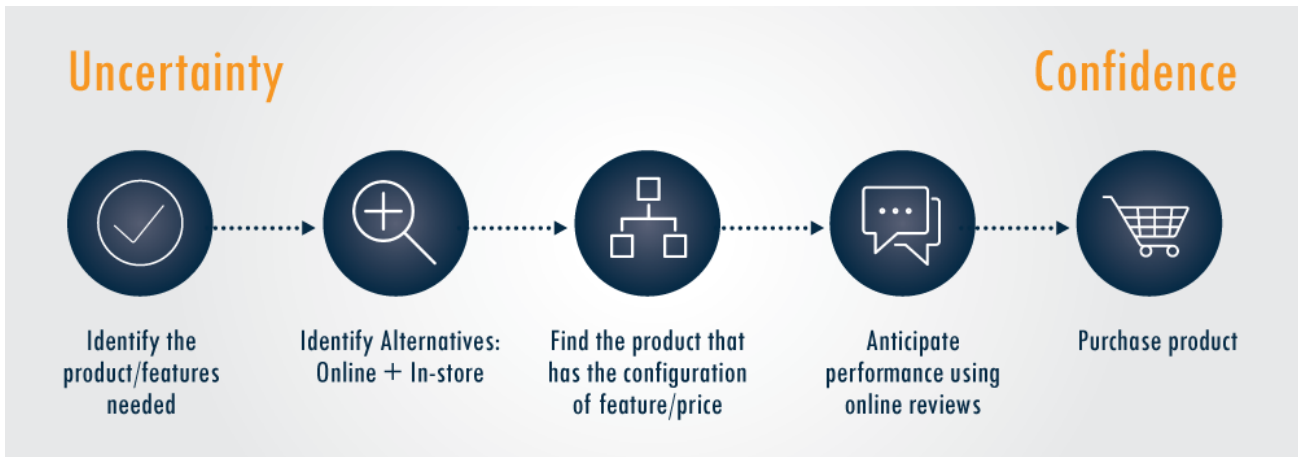 Uncertainty
Confidence
Identify the
product/features
needed
Identify Alternatives:
Online + In-store
Find the product that
has the configuration
of feature/price
Anticipate
performance using
online reviews
Purchase product